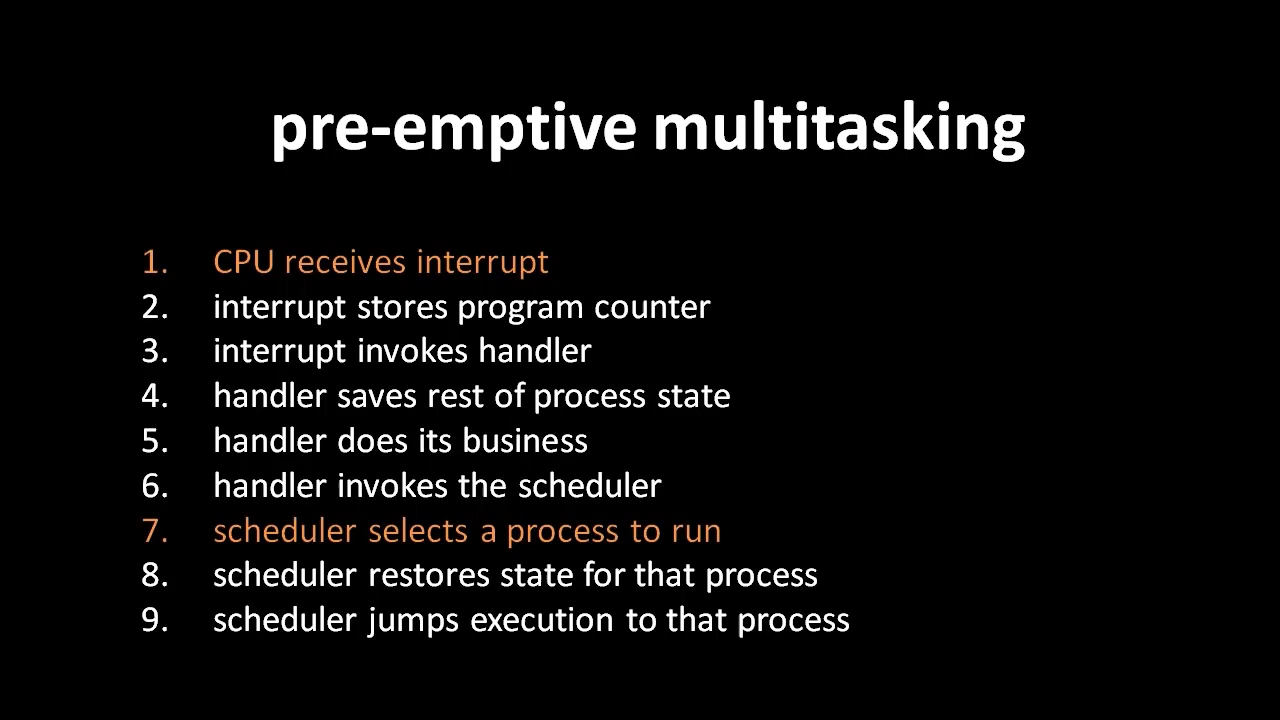 pre-emptive multitasking
1. CPU receives interrupt
2. interrupt stores program counter
3. interrupt invokes handler
4. handler saves rest of process state
5. handler does its business
6. handler invokes the scheduler
7. scheduler selects a process to run
8. scheduler restores state for that process
9. scheduler jumps execution to that process